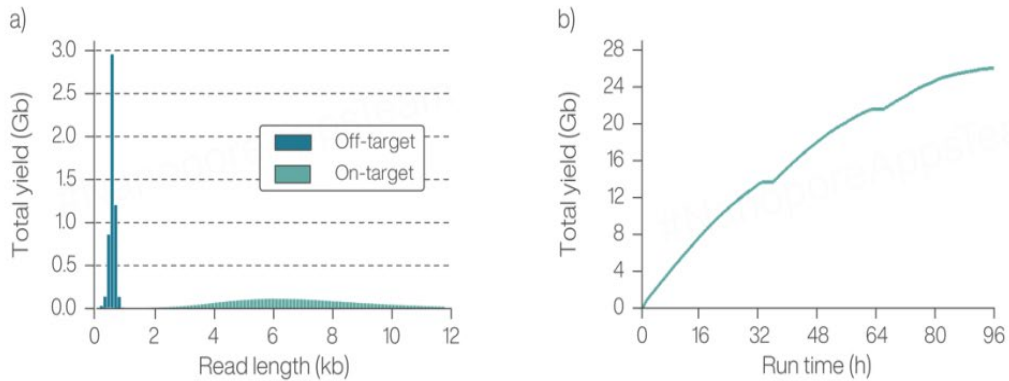 a)
Total yield (Gb)
3.0
2.5
2.0
1.5
1.0
0.5
0.0
Off-target
On-target
0 2 4 6 8 10 12
Read length (kb)
b)
Total yield (Gb)
28
24
20
16
12
8
4
0
0 16 32 48 64 80 96
Run time (h)